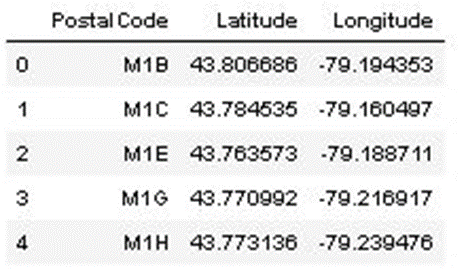 Postal Code Latitude Longitude
0 M1B 43.806686 -79.194353
1 M1C 43.784535 -79.160497
2 M1E 43.763573 -79.188711
3 M1G 43.770992 -79.216917
4 M1H 43.773136 -79.239476